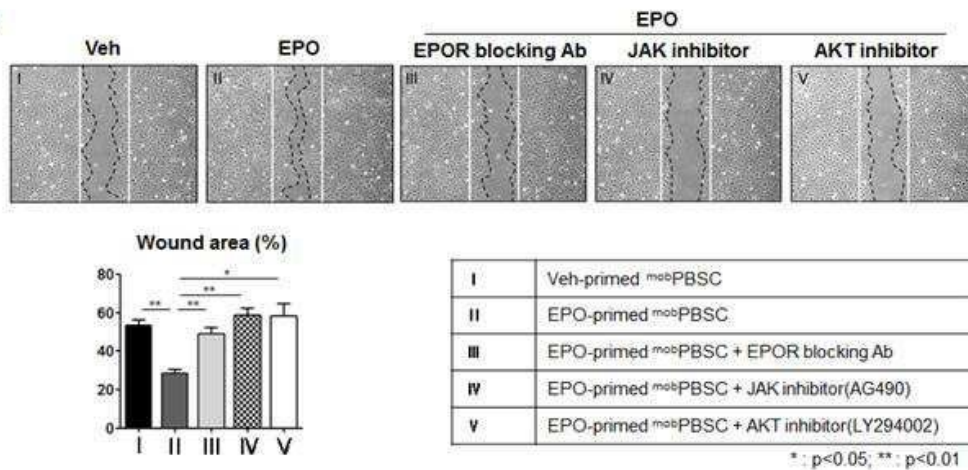 EPO
Veh
EPO
EPOR blocking Ab
JAK inhibitor
AKT inhibitor
I
II
III
IV
V
Wound area (%)
80
60
40
20
0
*
**
**
**
I II III IV V
I Veh-primed mobPBSC
II EPO-primed mobPBSC
III EPO-primed mobPBSC + EPOR blocking Ab
IV EPO-primed mobPBSC + JAK inhibitor(AG490)
V EPO-primed mobPBSC + AKT inhibitor(LY294002)
* : p<0.05; ** : p<0.01